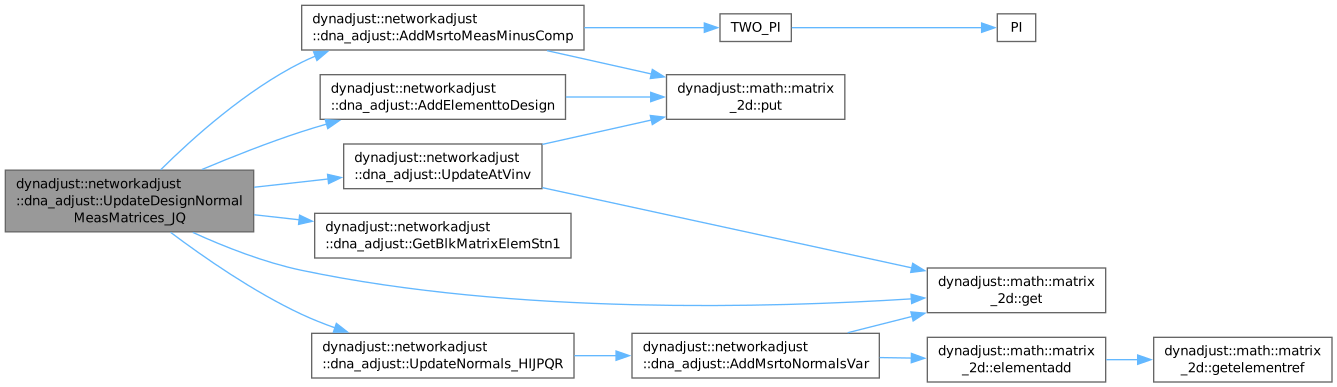 dynadjust::networkadjust
::dna_adjust::UpdateDesignNormal
MeasMatrices_JQ
dynadjust::networkadjust
::dna_adjust::AddMsrtoMeasMinusComp
TWO_PI
PI
dynadjust::networkadjust
::dna_adjust::AddElementtoDesign
dynadjust::math::matrix
_2d::put
dynadjust::networkadjust
::dna_adjust::UpdateAtVinv
dynadjust::networkadjust
::dna_adjust::GetBlkMatrixElemStn1
dynadjust::math::matrix
_2d::get
dynadjust::networkadjust
::dna_adjust::UpdateNormals_HIJPQR
dynadjust::networkadjust
::dna_adjust::AddMsrtoNormalsVar
dynadjust::math::matrix
_2d::elementadd
dynadjust::math::matrix
_2d::getelementref